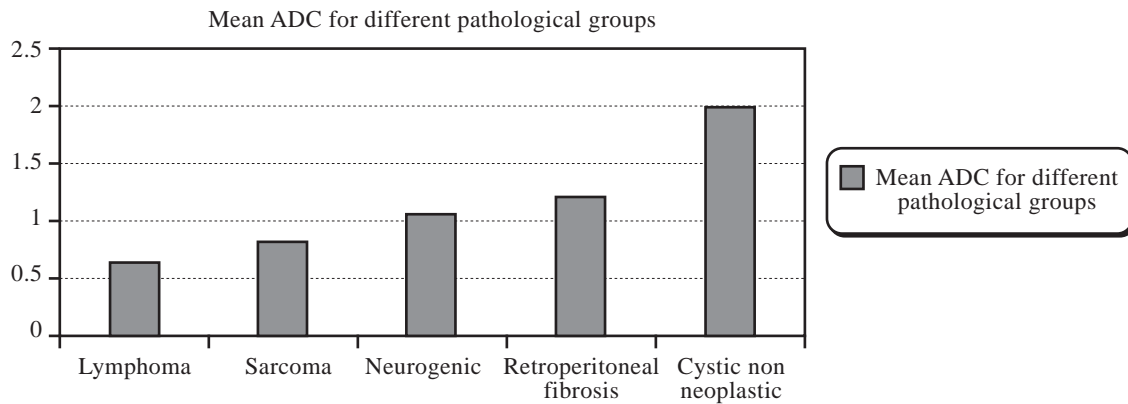 Mean ADC for different pathological groups
2.5
2
1.5
1
0.5
0
Lymphoma
Sarcoma
Neurogenic
Retroperitoneal
fibrosis
Cystic non
neoplastic
Mean ADC for different
pathological groups